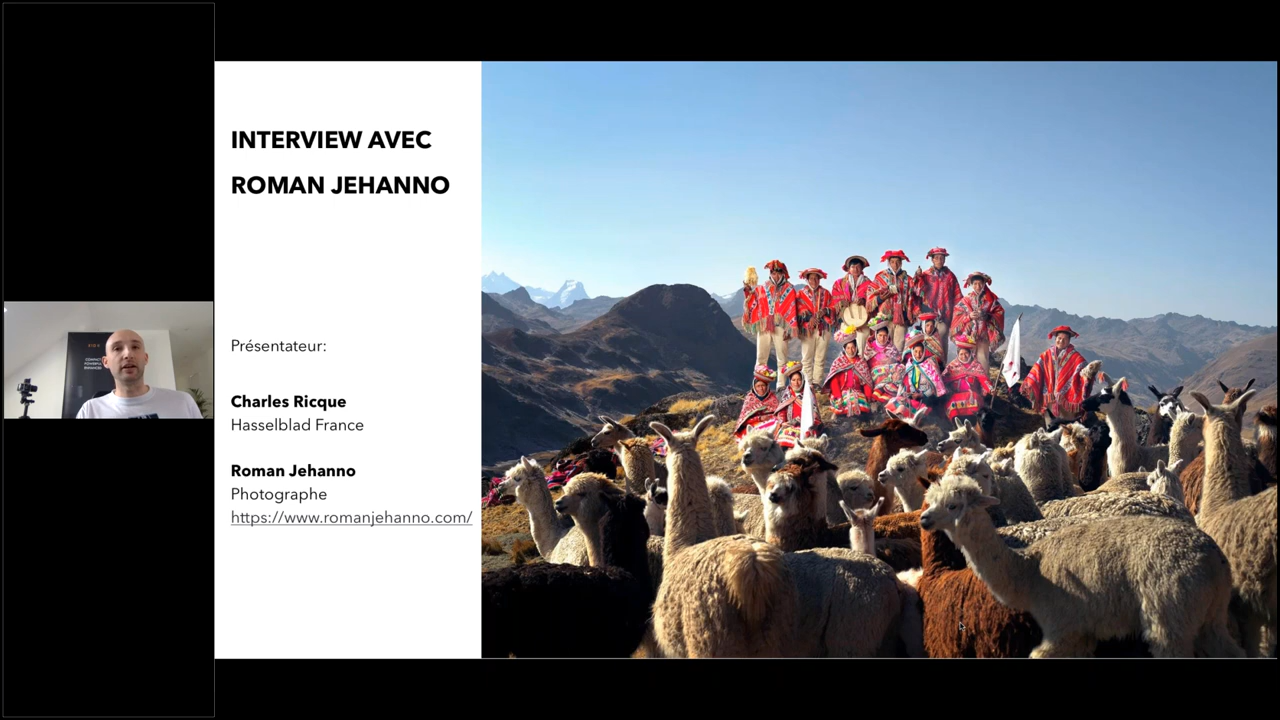 INTERVIEW AVEC
ROMAN JEHANNO
Présentateur:
Charles Ricque
Hasselblad France
Roman Jehanno
Photographe
https://www.romanjehanno.com/